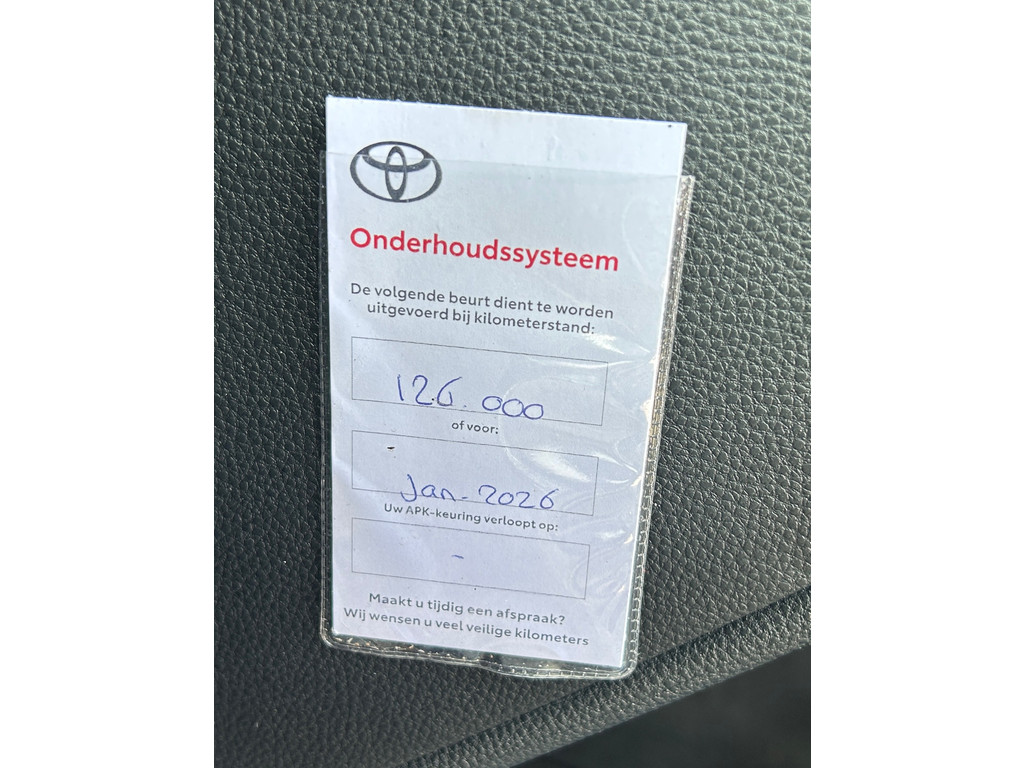 Onderhoudssysteem
De volgende beurt dient te worden
uitgevoerd bij kilometerstand:
126.000
of voor:
Jan-2026
Uw APK-keuring verloopt op:
-
Maakt u tijdig een afspraak?
Wij wensen u veel veilige kilometers